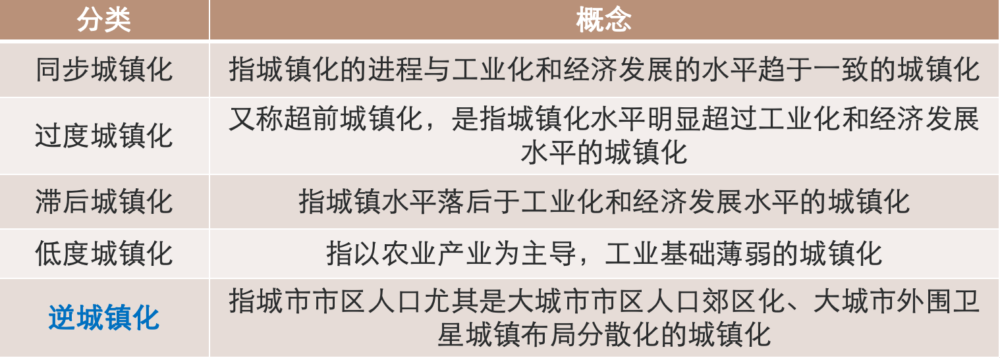 分类
概念
同步城镇化
指城镇化的进程与工业化和经济发展的水平趋于一致的城镇化
过度城镇化
又称超前城镇化，是指城镇化水平明显超过工业化和经济发展
水平的城镇化
滞后城镇化
指城镇水平落后于工业化和经济发展水平的城镇化
低度城镇化
指以农业产业为主导，工业基础薄弱的城镇化
逆城镇化
指城市市区人口尤其是大城市市区人口郊区化、大城市外围卫
星城镇布局分散化的城镇化